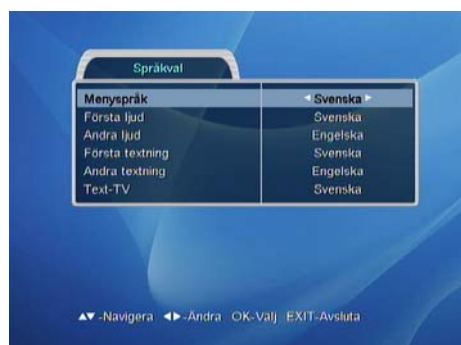 Språkval
Menyspråk ◀ Svenska ▶
Första ljud Svenska
Andra ljud Engelska
Första textning Svenska
Andra textning Engelska
Text-TV Svenska
▲▼-Navigera ◀▶-Ändra OK-Välj EXIT-Avsluta